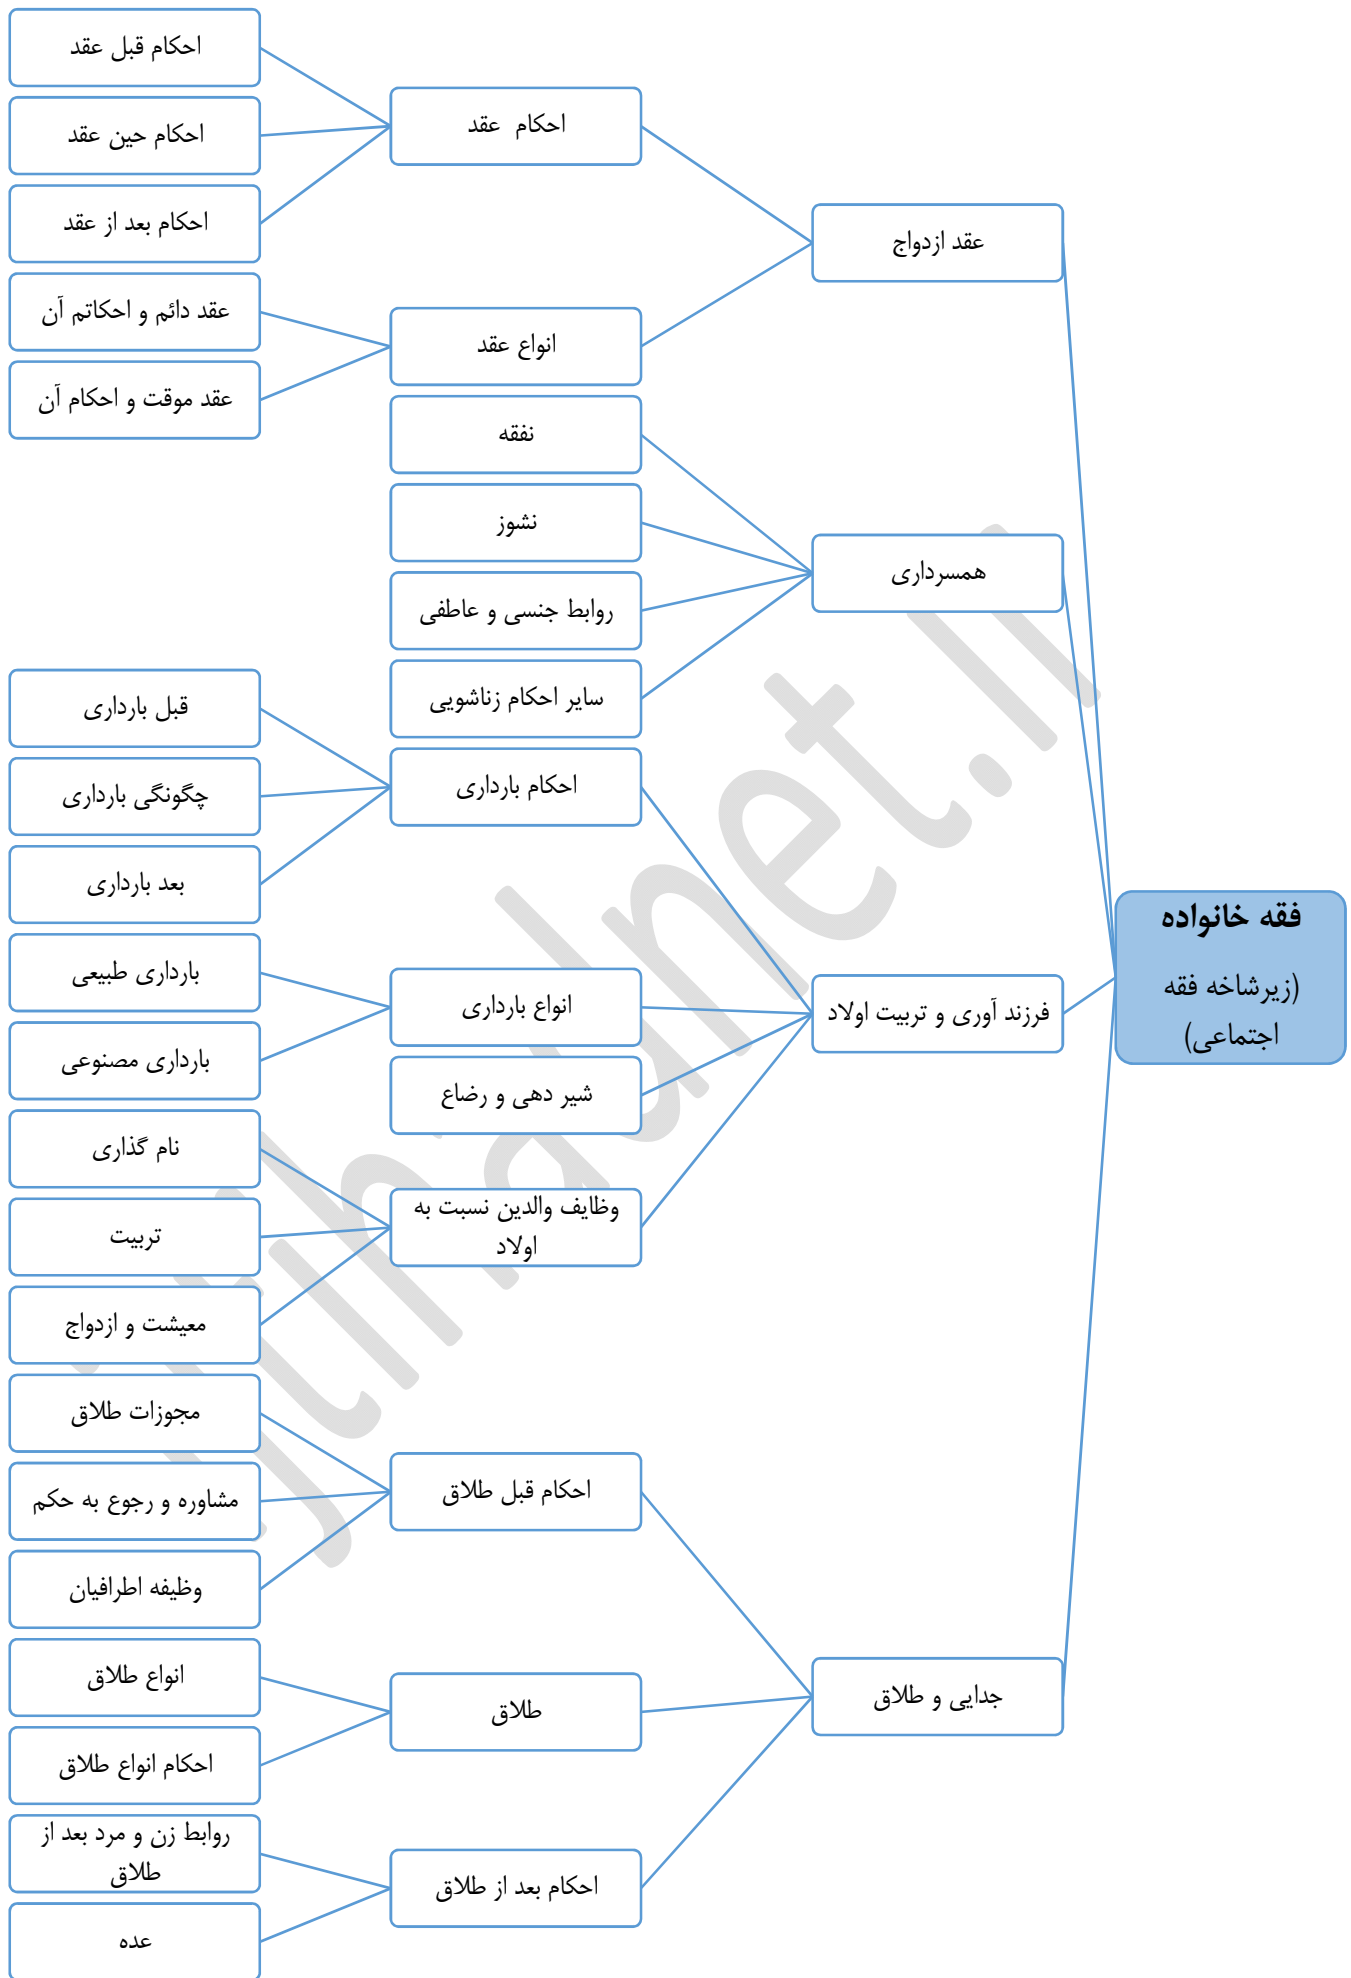 فقه خانواده
(زیرشاخه فقه
اجتماعی)
عقد ازدواج
احکام عقد
احکام قبل عقد
احکام حین عقد
احکام بعد از عقد
انواع عقد
عقد دائم و احکاتم آن
عقد موقت و احکام آن
همسرداری
نفقه
نشوز
روابط جنسی و عاطفی
سایر احکام زناشویی
فرزند آوری و تربیت اولاد
احکام بارداری
قبل بارداری
چگونگی بارداری
بعد بارداری
انواع بارداری
بارداری طبیعی
بارداری مصنوعی
شیر دهی و رضاع
وظایف والدین نسبت به
اولاد
نام گذاری
تربیت
معیشت و ازدواج
جدایی و طلاق
احکام قبل طلاق
مجوزات طلاق
مشاوره و رجوع به حکم
وظیفه اطرافیان
طلاق
انواع طلاق
احکام انواع طلاق
احکام بعد از طلاق
روابط زن و مرد بعد از
طلاق
عده